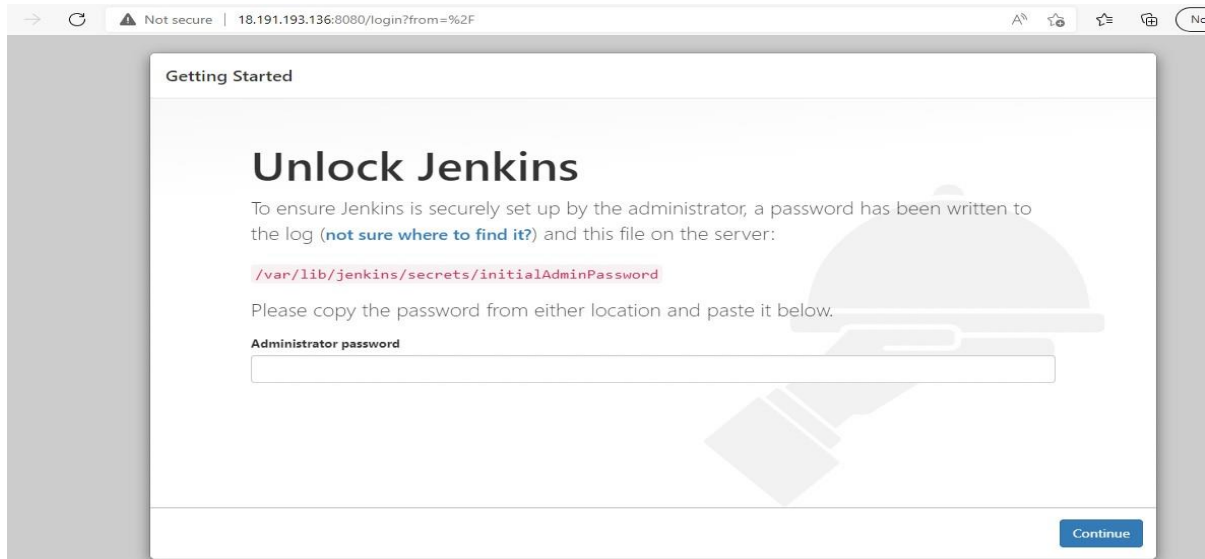 Not secure | 18.191.193.136:8080/login?from=%2F
Getting Started
Unlock Jenkins
To ensure Jenkins is securely set up by the administrator, a password has been written to
the log (not sure where to find it?) and this file on the server:
/var/lib/jenkins/secrets/initialAdminPassword
Please copy the password from either location and paste it below.
Administrator password
Continue